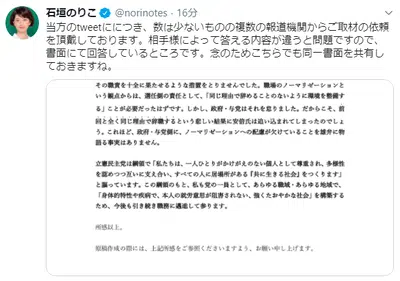 石垣のりこ @norinotes・16分
当方のtweetににつき、数は少ないものの複数の報道機関からご取材の依頼
を頂戴しております。相手様によって答える内容が違うと問題ですので、
書面にて回答しているところです。念のためこちらでも同一書面を共有し
ておきますね。
その職責を十全に果たせるような措置をとりませんでした。職場のノーマリゼーションと
いう観点からは、選任側の責任として、「同じ理由で辞職することのないように環境を整備す
る」ことが必要だったはずです。しかし、政府・与党はそれを怠りました。だからこそ、前
回と全く同じ理由で辞職するという悲しい結果に安倍氏は追い込まれてしまったのでしょ
う。これほど、政府・与党側に、ノーマリゼーションへの配慮が欠けていることを雄弁に物
語る事実はありません。
立憲民主党は綱領で「私たちは、一人ひとりがかけがえのない個人として尊重され、多様性
を認めつつ互いに支え合い、すべての人に居場所がある「共に生きる社会」をつくります」
と謳っています。この綱領のもと、私も党の一員として、あらゆる職域・あらゆる地域で、
「身体的特性や疾病で、本人の就労意思が阻害されない、強くたおやかな社会」を構築する
ため、今後も引き続き職務に邁進して参ります。
所感以上。
原稿作成の際には、上記所感をご参照くださいますよう、お願い申し上げます。